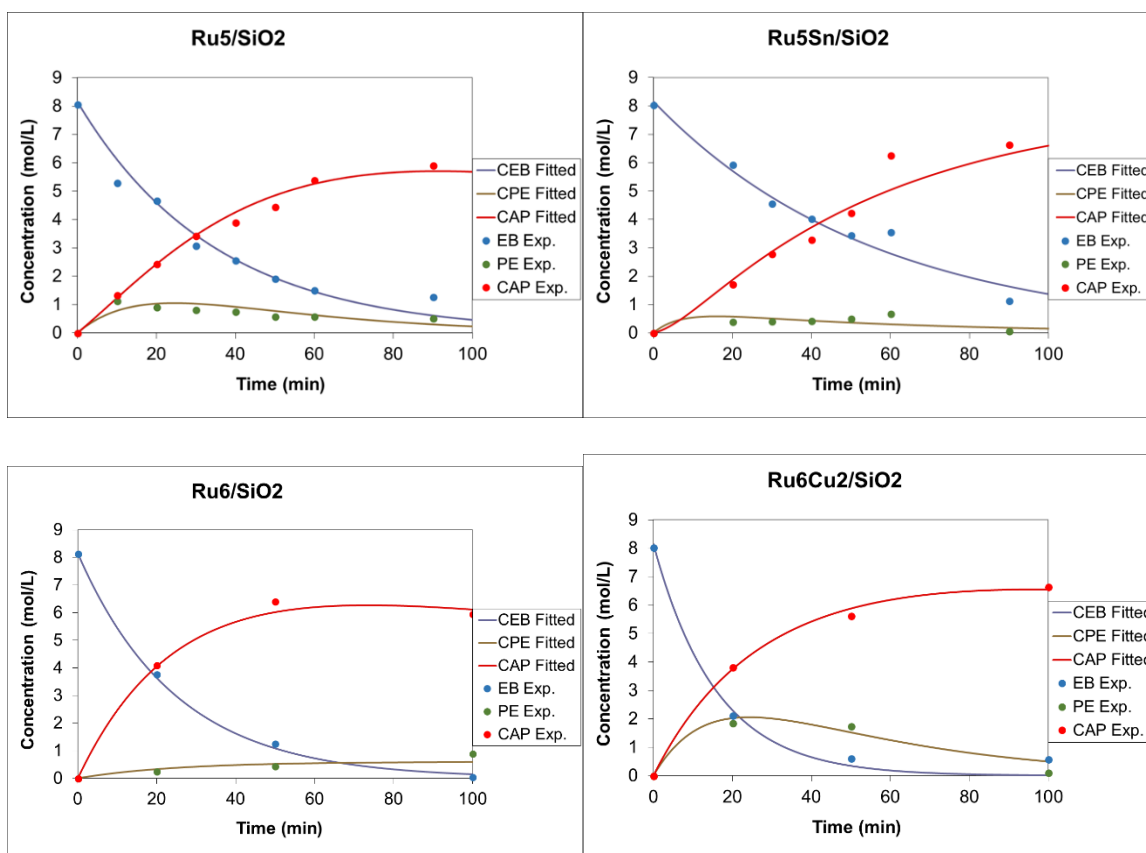 Ru5/SiO2
Concentration (mol/L)
9
8
7
6
5
4
3
2
1
0
0 20 40 60 80 100
Time (min)
CEB Fitted
CPE Fitted
CAP Fitted
EB Exp.
PE Exp.
CAP Exp.
Ru5Sn/SiO2
Concentration (mol/L)
9
8
7
6
5
4
3
2
1
0
0 20 40 60 80 100
Time (min)
CEB Fitted
CPE Fitted
CAP Fitted
EB Exp.
PE Exp.
CAP Exp.
Ru6/SiO2
Concentration (mol/L)
9
8
7
6
5
4
3
2
1
0
0 20 40 60 80 100
Time (min)
CEB Fitted
CPE Fitted
CAP Fitted
EB Exp.
PE Exp.
CAP Exp.
Ru6Cu2/SiO2
Concentration (mol/L)
9
8
7
6
5
4
3
2
1
0
0 20 40 60 80 100
Time (min)
CEB Fitted
CPE Fitted
CAP Fitted
EB Exp.
PE Exp.
CAP Exp.